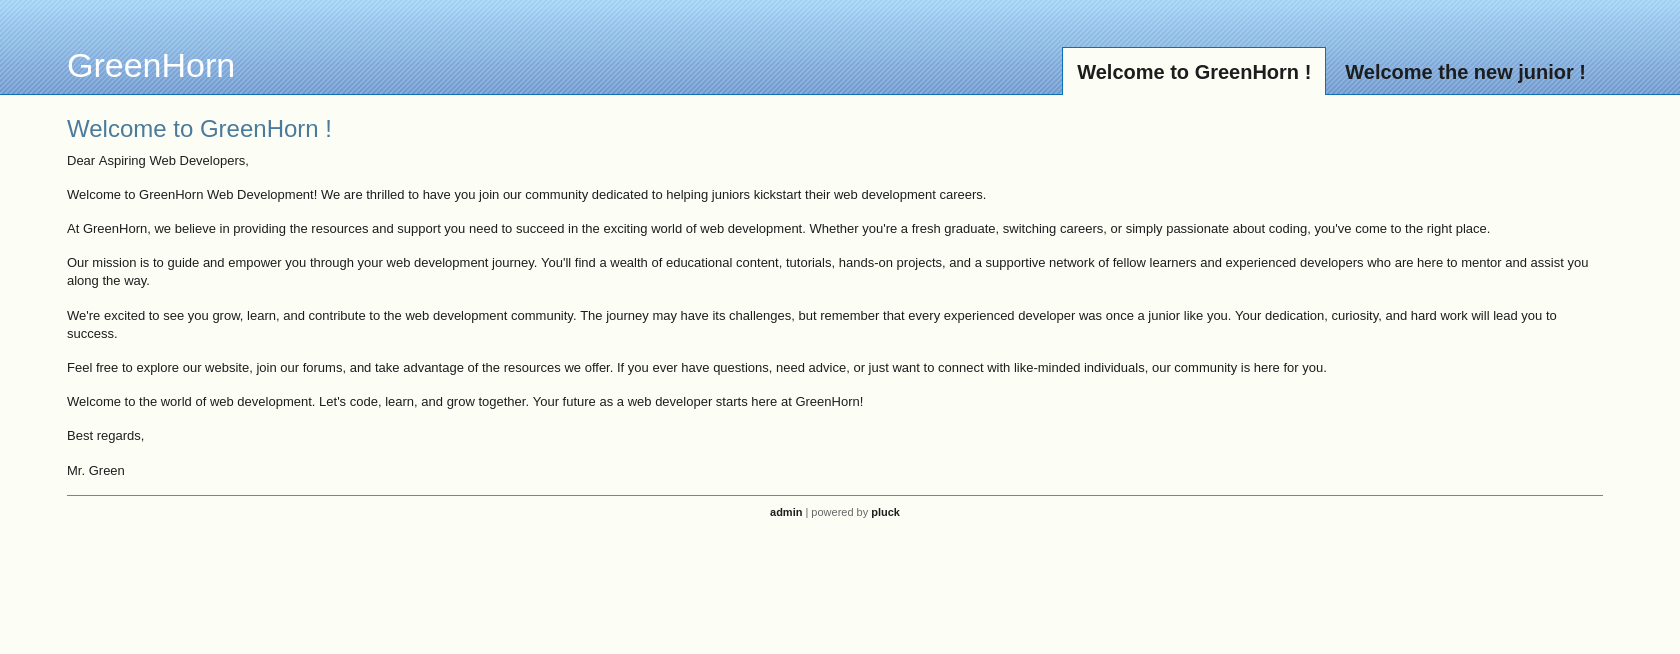 GreenHorn
Welcome to GreenHorn !
Welcome the new junior !
Welcome to GreenHorn !
Dear Aspiring Web Developers,
Welcome to GreenHorn Web Development! We are thrilled to have you join our community dedicated to helping juniors kickstart their web development careers.
At GreenHorn, we believe in providing the resources and support you need to succeed in the exciting world of web development. Whether you're a fresh graduate, switching careers, or simply passionate about coding, you've come to the right place.
Our mission is to guide and empower you through your web development journey. You'll find a wealth of educational content, tutorials, hands-on projects, and a supportive network of fellow learners and experienced developers who are here to mentor and assist you
along the way.
We're excited to see you grow, learn, and contribute to the web development community. The journey may have its challenges, but remember that every experienced developer was once a junior like you. Your dedication, curiosity, and hard work will lead you to
success.
Feel free to explore our website, join our forums, and take advantage of the resources we offer. If you ever have questions, need advice, or just want to connect with like-minded individuals, our community is here for you.
Welcome to the world of web development. Let's code, learn, and grow together. Your future as a web developer starts here at GreenHorn!
Best regards,
Mr. Green
admin | powered by pluck